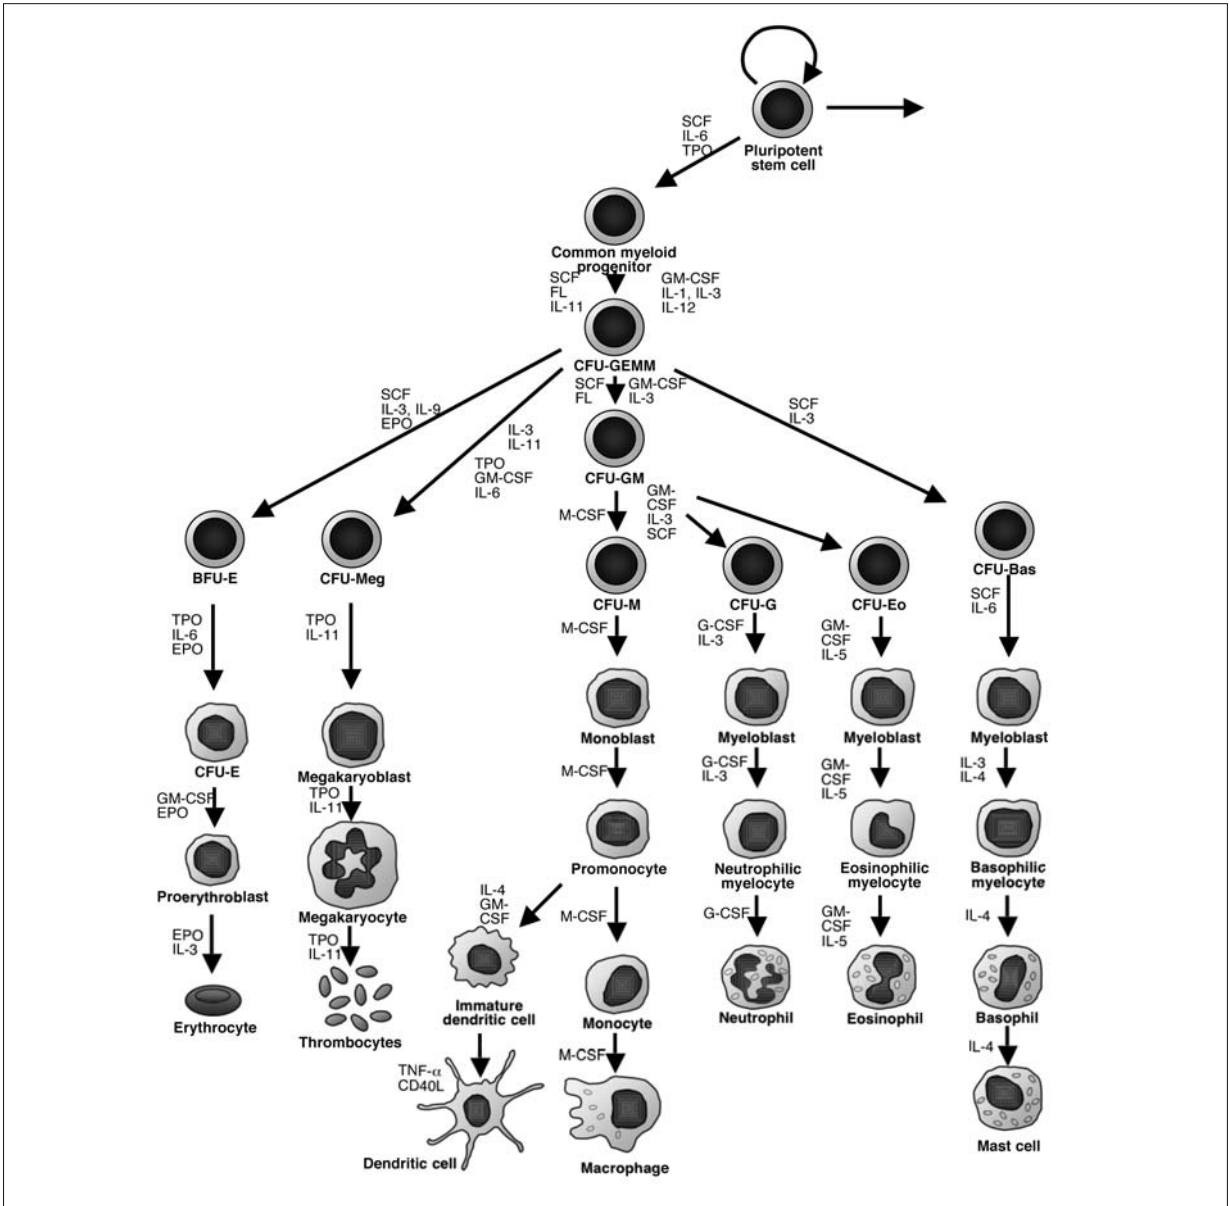 SCF
IL-6
TPO
Pluripotent
stem cell
Common myeloid
progenitor
SCF
FL
IL-11
GM-CSF
IL-1, IL-3
IL-12
CFU-GEMM
SCF
IL-3, IL-9
EPO
IL-3
IL-11
TPO
GM-CSF
IL-6
SCF
FL
GM-CSF
IL-3
SCF
IL-3
CFU-GM
M-CSF
GM-
CSF
IL-3
SCF
BFU-E
CFU-Meg
CFU-M
CFU-G
CFU-Eo
CFU-Bas
TPO
IL-6
EPO
TPO
IL-11
M-CSF
G-CSF
IL-3
GM-
CSF
IL-5
SCF
IL-6
CFU-E
Megakaryoblast
Monoblast
Myeloblast
Myeloblast
Myeloblast
GM-CSF
EPO
TPO
IL-11
M-CSF
G-CSF
IL-3
GM-
CSF
IL-5
IL-3
IL-4
Proerythroblast
Megakaryocyte
Promonocyte
Neutrophilic
myelocyte
Eosinophilic
myelocyte
Basophilic
myelocyte
EPO
IL-3
TPO
IL-11
IL-4
GM-
CSF
M-CSF
G-CSF
GM-
CSF
IL-5
IL-4
Erythrocyte
Thrombocytes
Immature
dendritic cell
Monocyte
Neutrophil
Eosinophil
Basophil
TNF-α
CD40L
M-CSF
IL-4
Dendritic cell
Macrophage
Mast cell